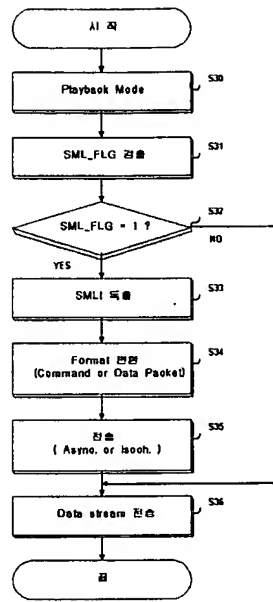 시 작
S30
Playback Mode
S31
SML_FLG 검출
S32
SML_FLG = 1 ?
NO
YES
S33
SMLI 독출
S34
Format 변환
(Command or Data Packet)
S35
전송
( Async. or Isoch. )
S36
Data stream 전송
끝